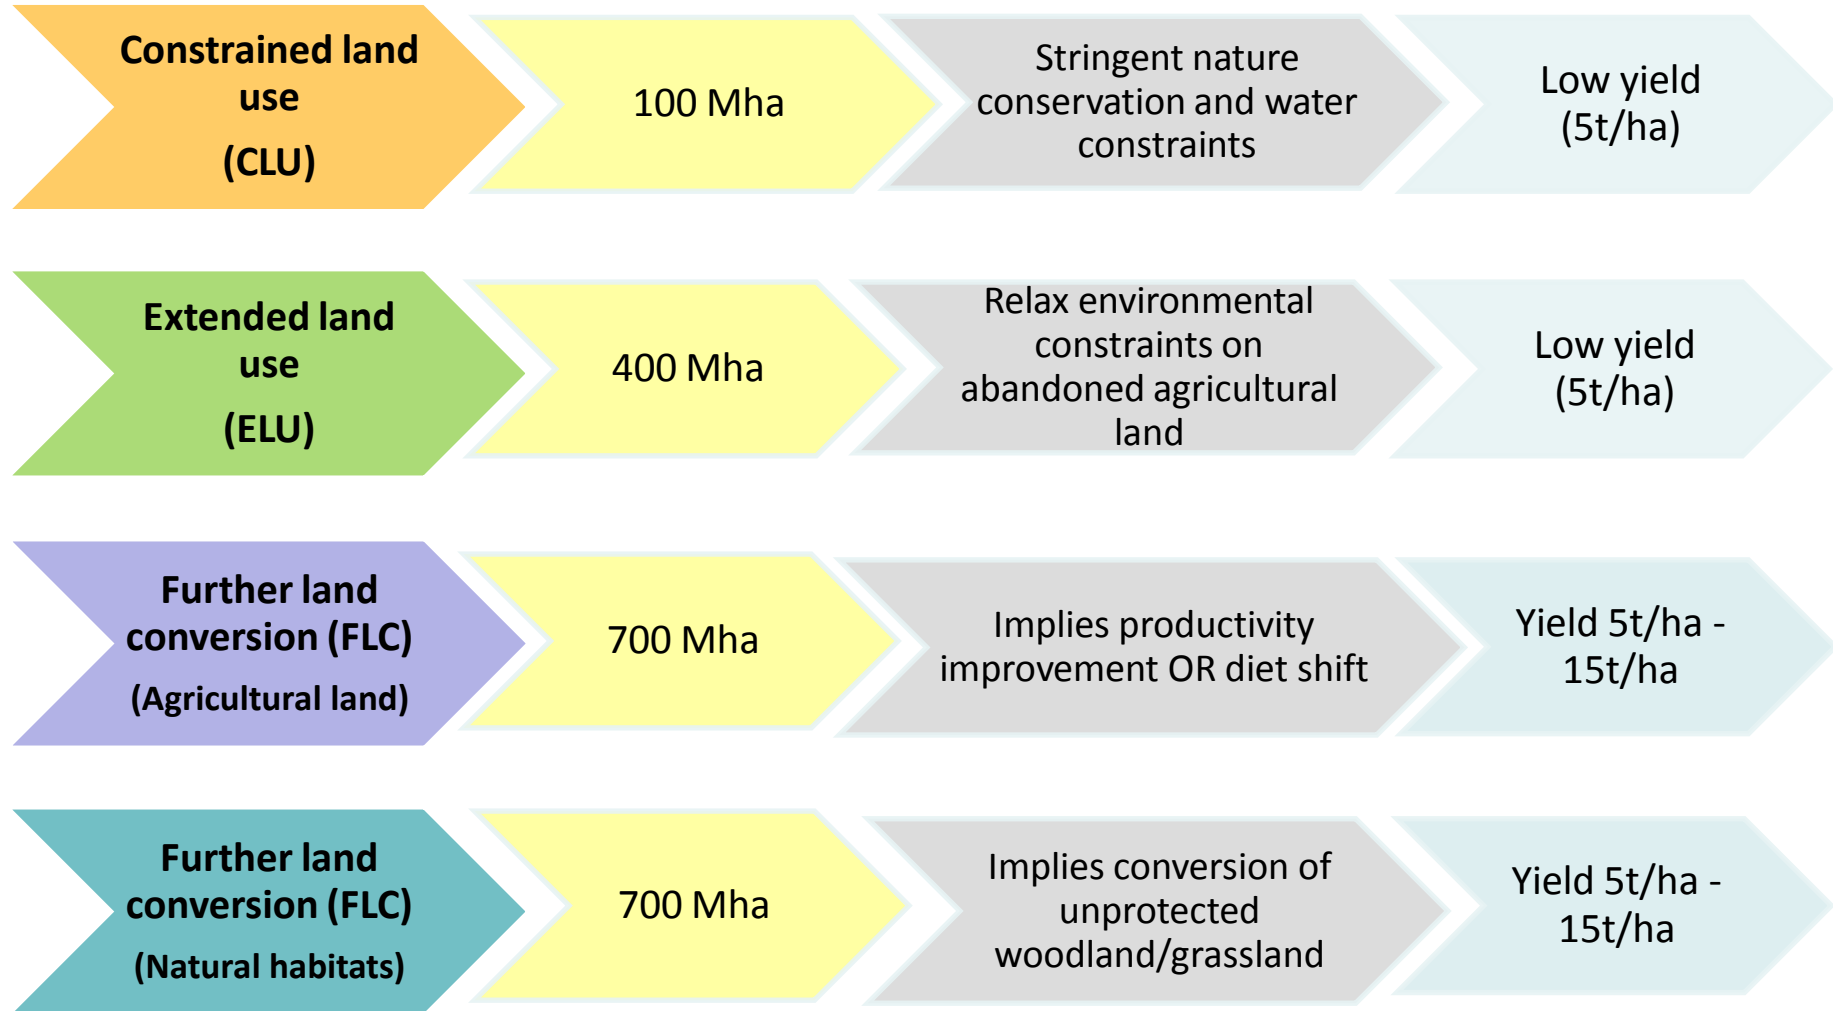 Constrained land
use
(CLU)
100 Mha
Stringent nature
conservation and water
constraints
Low yield
(5t/ha)
Extended land
use
(ELU)
400 Mha
Relax environmental
constraints on
abandoned agricultural
land
Low yield
(5t/ha)
Further land
conversion (FLC)
(Agricultural land)
700 Mha
Implies productivity
improvement OR diet shift
Yield 5t/ha -
15t/ha
Further land
conversion (FLC)
(Natural habitats)
700 Mha
Implies conversion of
unprotected
woodland/grassland
Yield 5t/ha -
15t/ha